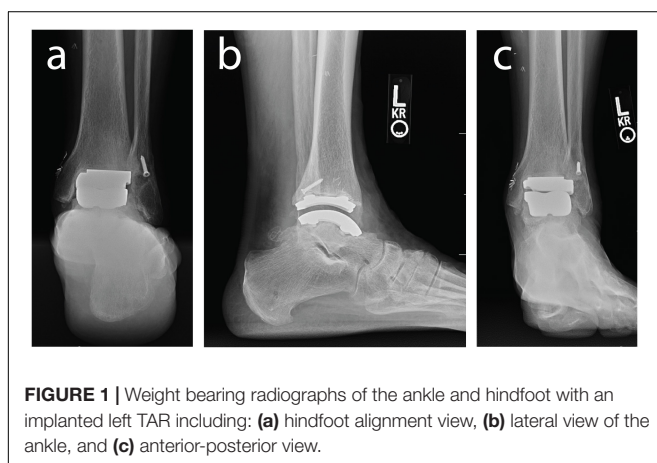 a
b
c
L
KR
L
KR
FIGURE 1 | Weight bearing radiographs of the ankle and hindfoot with an
implanted left TAR including: (a) hindfoot alignment view, (b) lateral view of the
ankle, and (c) anterior-posterior view.